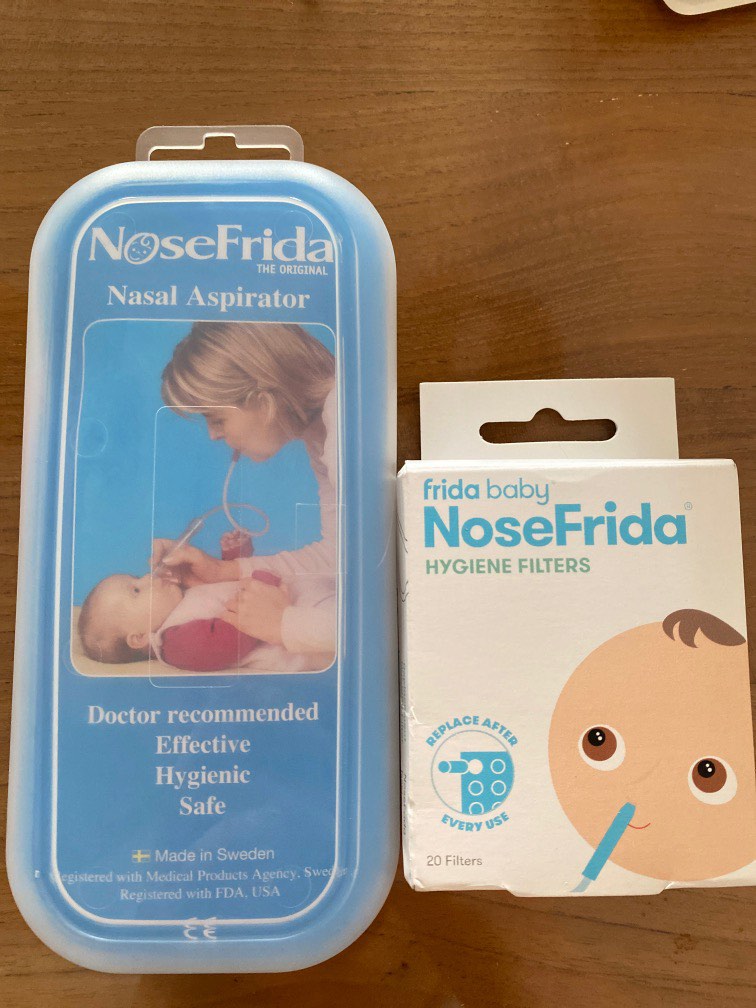 NoseFrida
THE ORIGINAL
Nasal Aspirator
Doctor recommended
Effective
Hygienic
Safe
Made in Sweden
Registered with Medical Products Agency. Sweden
Registered with FDA, USA
CE
frida baby
NoseFrida®
HYGIENE FILTERS
REPLACE AFTER
EVERY USE
20 Filters